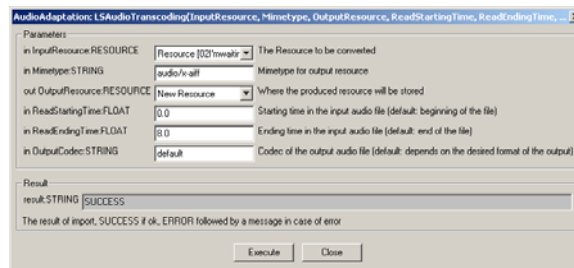 AudioAdaptation: LSAudioTranscoding(InputResource, Mimetype, OutputResource, ReadStartingTime, ReadEndingTime, ...
Parameters
in InputResource:RESOURCE Resource [02I'mwaitir The Resource to be converted
in Mimetype:STRING audio/x-aiff Mimetype for output resource
out OutputResource:RESOURCE New Resource Where the produced resource will be stored
in ReadStartingTime:FLOAT 0.0 Starting time in the input audio file (default: beginning of the file)
in ReadEndingTime:FLOAT 8.0 Ending time in the input audio file (default: end of the file)
in OutputCodec:STRING default Codec of the output audio file (default: depends on the desired format of the output)
Result
result:STRING SUCCESS
The result of import, SUCCESS if ok, ERROR followed by a message in case of error
Execute Close